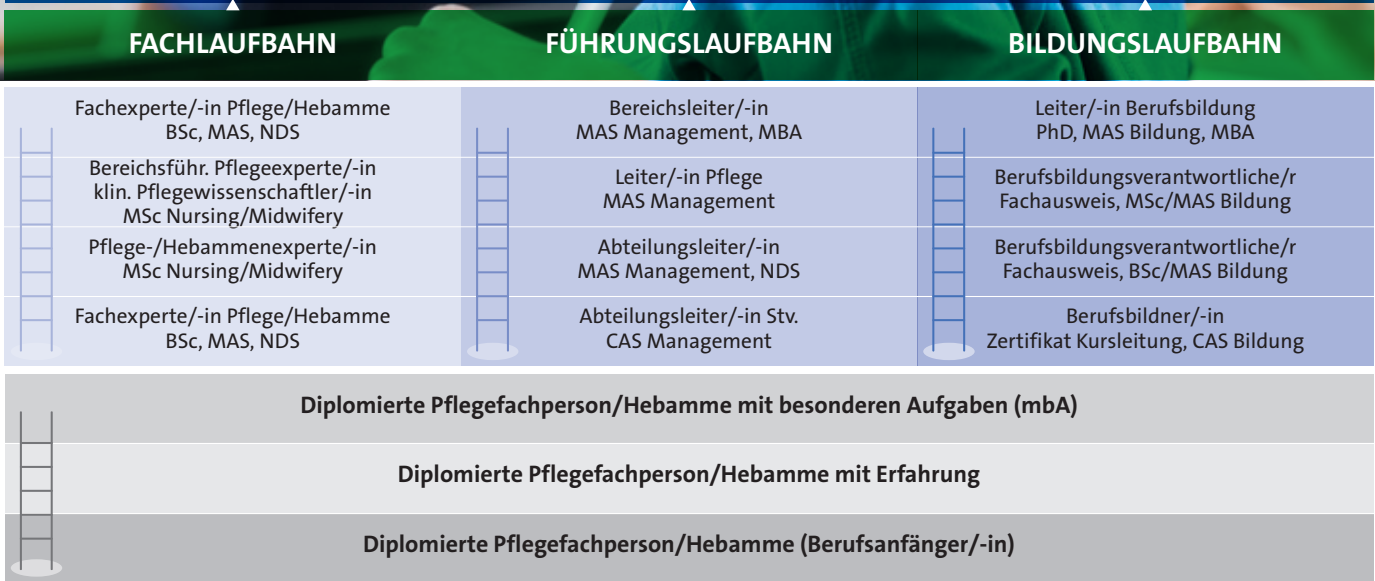 FACHLAUFBAHN
FÜHRUNGSLAUFBAHN
BILDUNGSLAUFBAHN
Fachexperte/-in Pflege/Hebamme
BSc, MAS, NDS
Bereichsleiter/-in
MAS Management, MBA
Leiter/-in Berufsbildung
PhD, MAS Bildung, MBA
Bereichsführ. Pflegeexperte/-in
klin. Pflegewissenschaftler/-in
MSc Nursing/Midwifery
Leiter/-in Pflege
MAS Management
Berufsbildungsverantwortliche/r
Fachausweis, MSc/MAS Bildung
Pflege-/Hebammenexperte/-in
MSc Nursing/Midwifery
Abteilungsleiter/-in
MAS Management, NDS
Berufsbildungsverantwortliche/r
Fachausweis, BSc/MAS Bildung
Fachexperte/-in Pflege/Hebamme
BSc, MAS, NDS
Abteilungsleiter/-in Stv.
CAS Management
Berufsbildner/-in
Zertifikat Kursleitung, CAS Bildung
Diplomierte Pflegefachperson/Hebamme mit besonderen Aufgaben (mbA)
Diplomierte Pflegefachperson/Hebamme mit Erfahrung
Diplomierte Pflegefachperson/Hebamme (Berufsanfänger/-in)